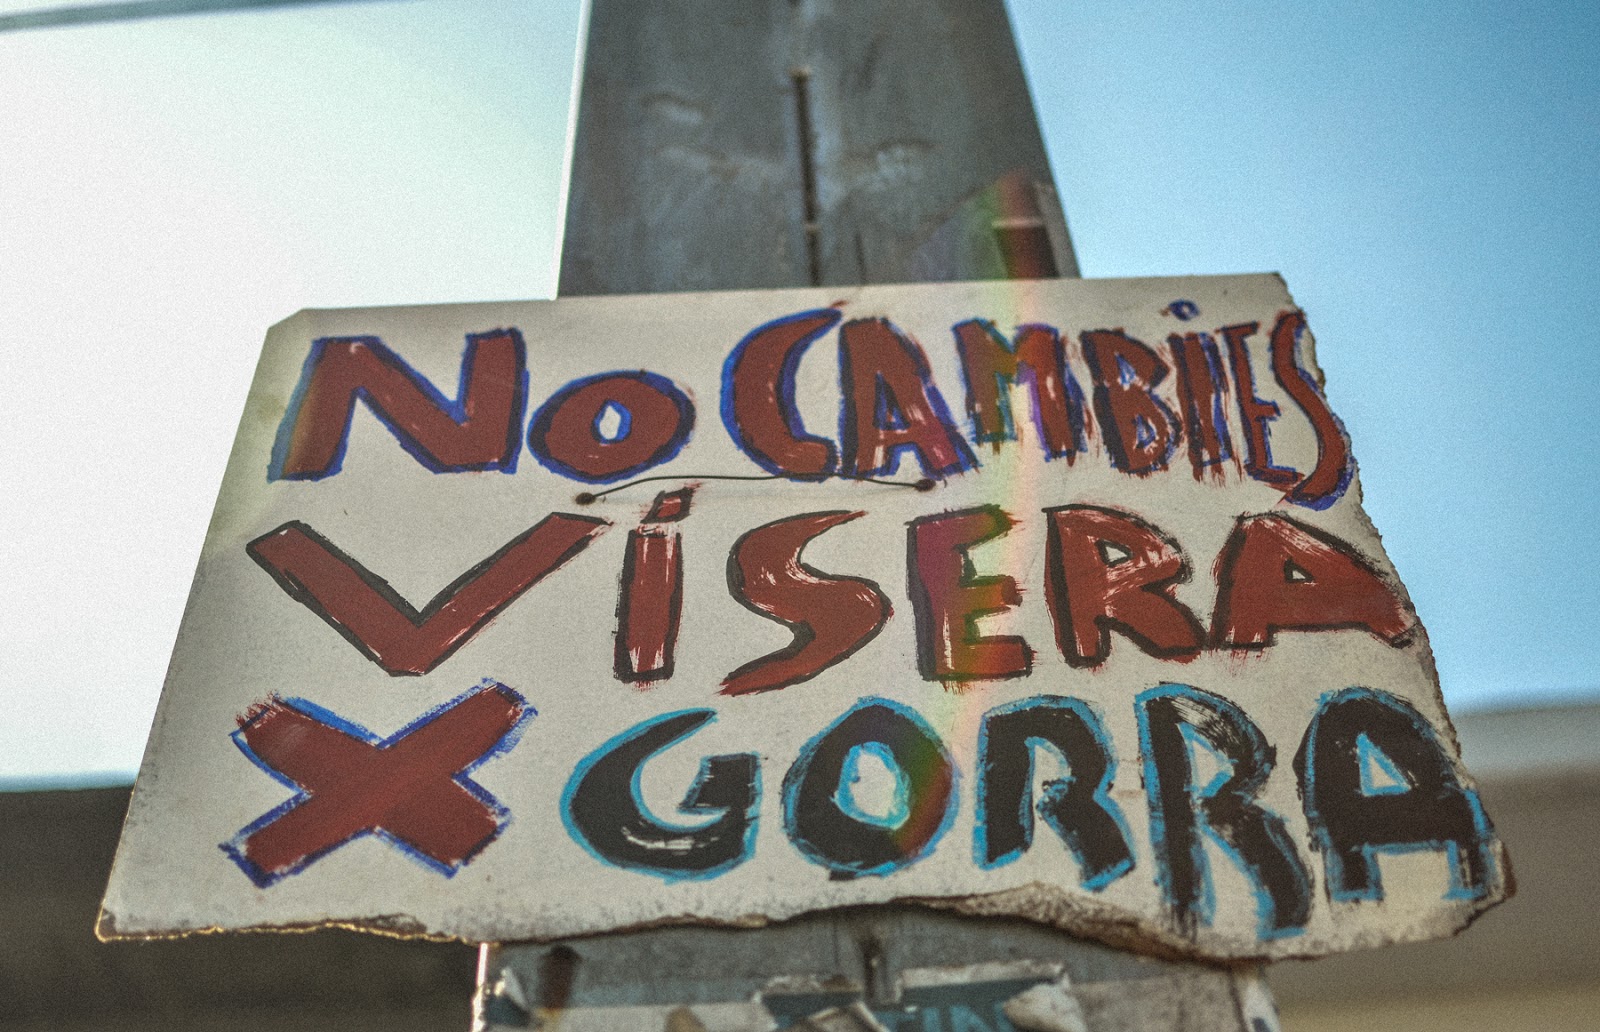 No CAMBiES
ViSERA
X GORRA